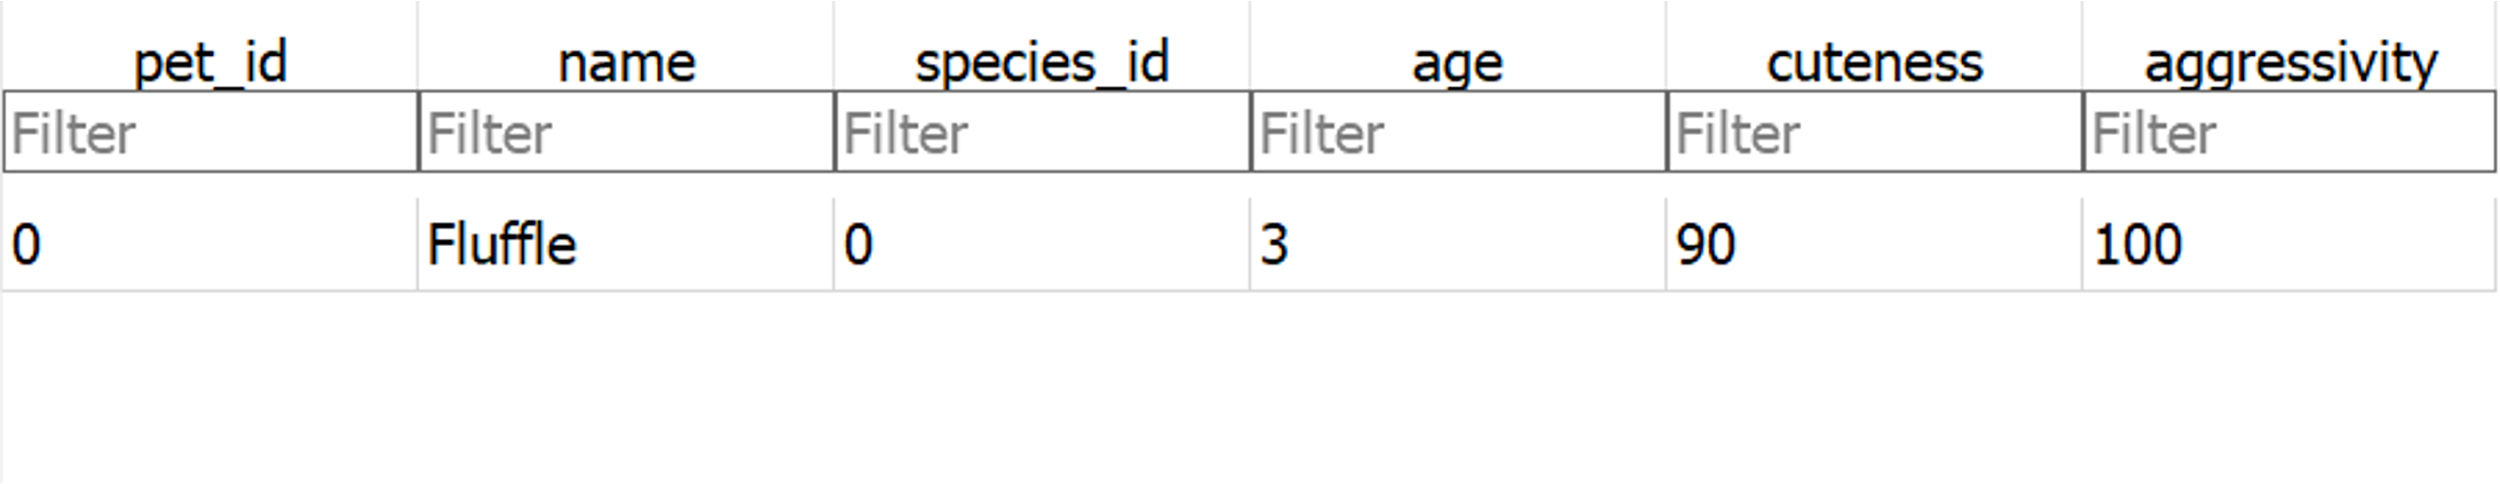 pet_id name species_id age cuteness aggressivity
Filter Filter Filter Filter Filter Filter
0 Fluffle 0 3 90 100